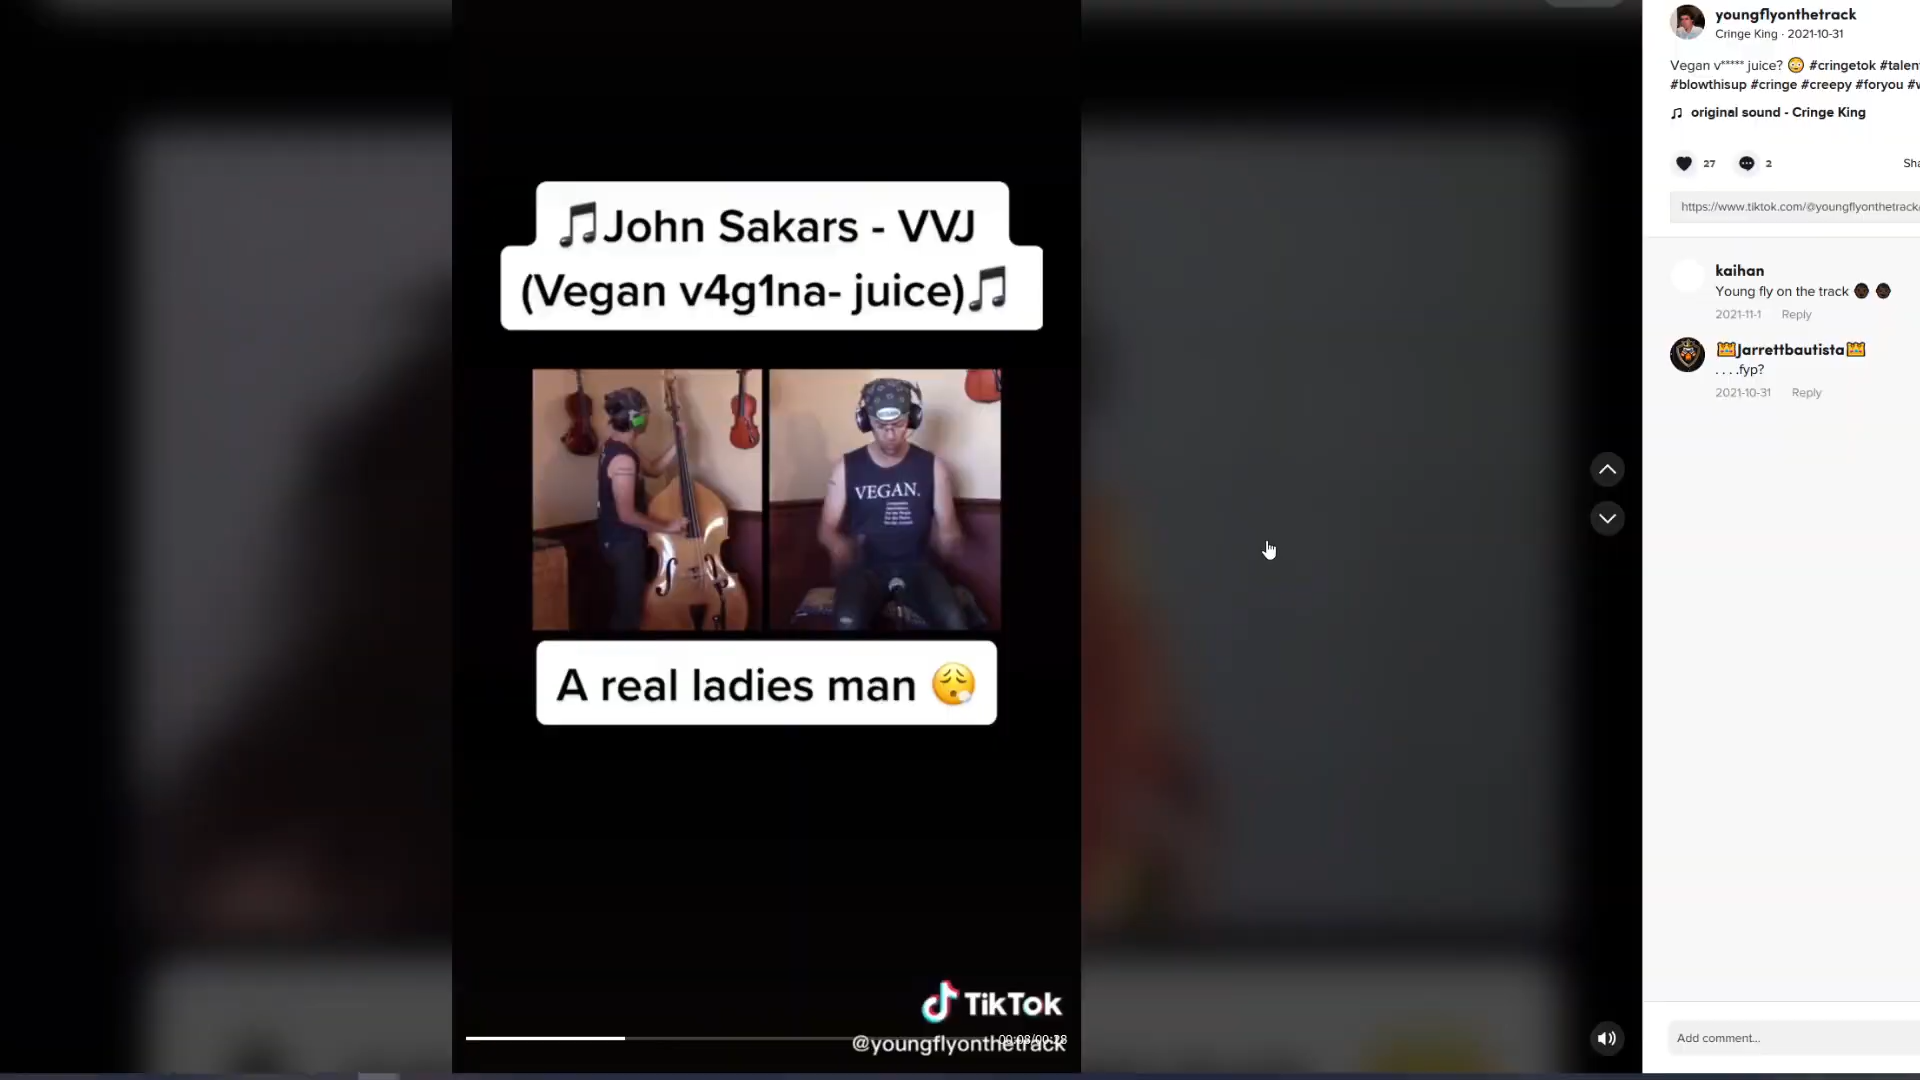 youngflyonthetrack
Cringe King · 2021-10-31
Vegan v***** juice? 😳 #cringetok
#blowthisup #cringe #creepy #foryou
original sound - Cringe King
27
2
https://www.tiktok.com/@youngflyonthetrack
🎵John Sakars - VVJ
(Vegan v4g1na- juice)🎵
VEGAN.
A real ladies man 😮‍💨
kaihan
Young fly on the track
2021-11-1 Reply
👑Jarrettbautista👑
. . . .fyp?
2021-10-31 Reply
TikTok
@youngflyonthetrack
Add comment...